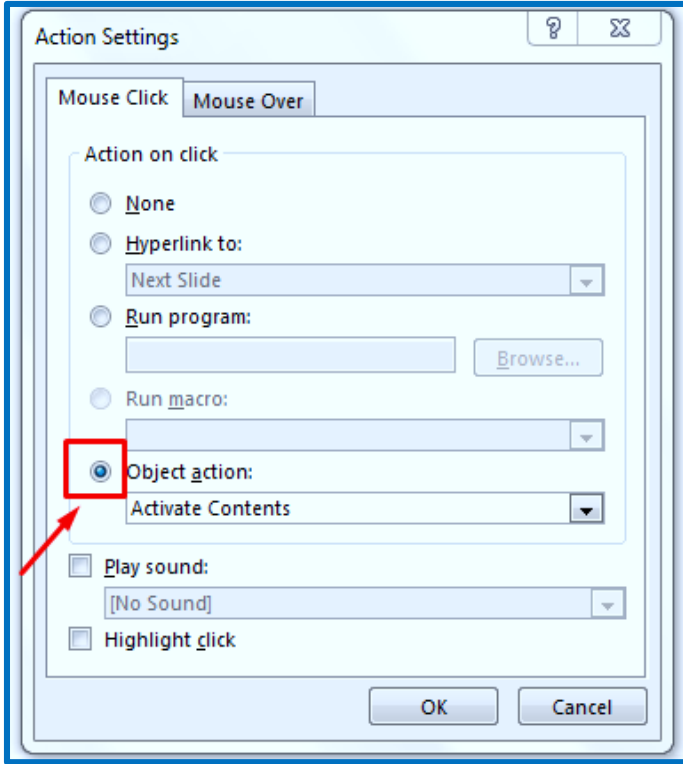 Action Settings
Mouse Click Mouse Over
Action on click
None
Hyperlink to:
Next Slide
Run program:
Browse...
Run macro:
Object action:
Activate Contents
Play sound:
[No Sound]
Highlight click
OK Cancel